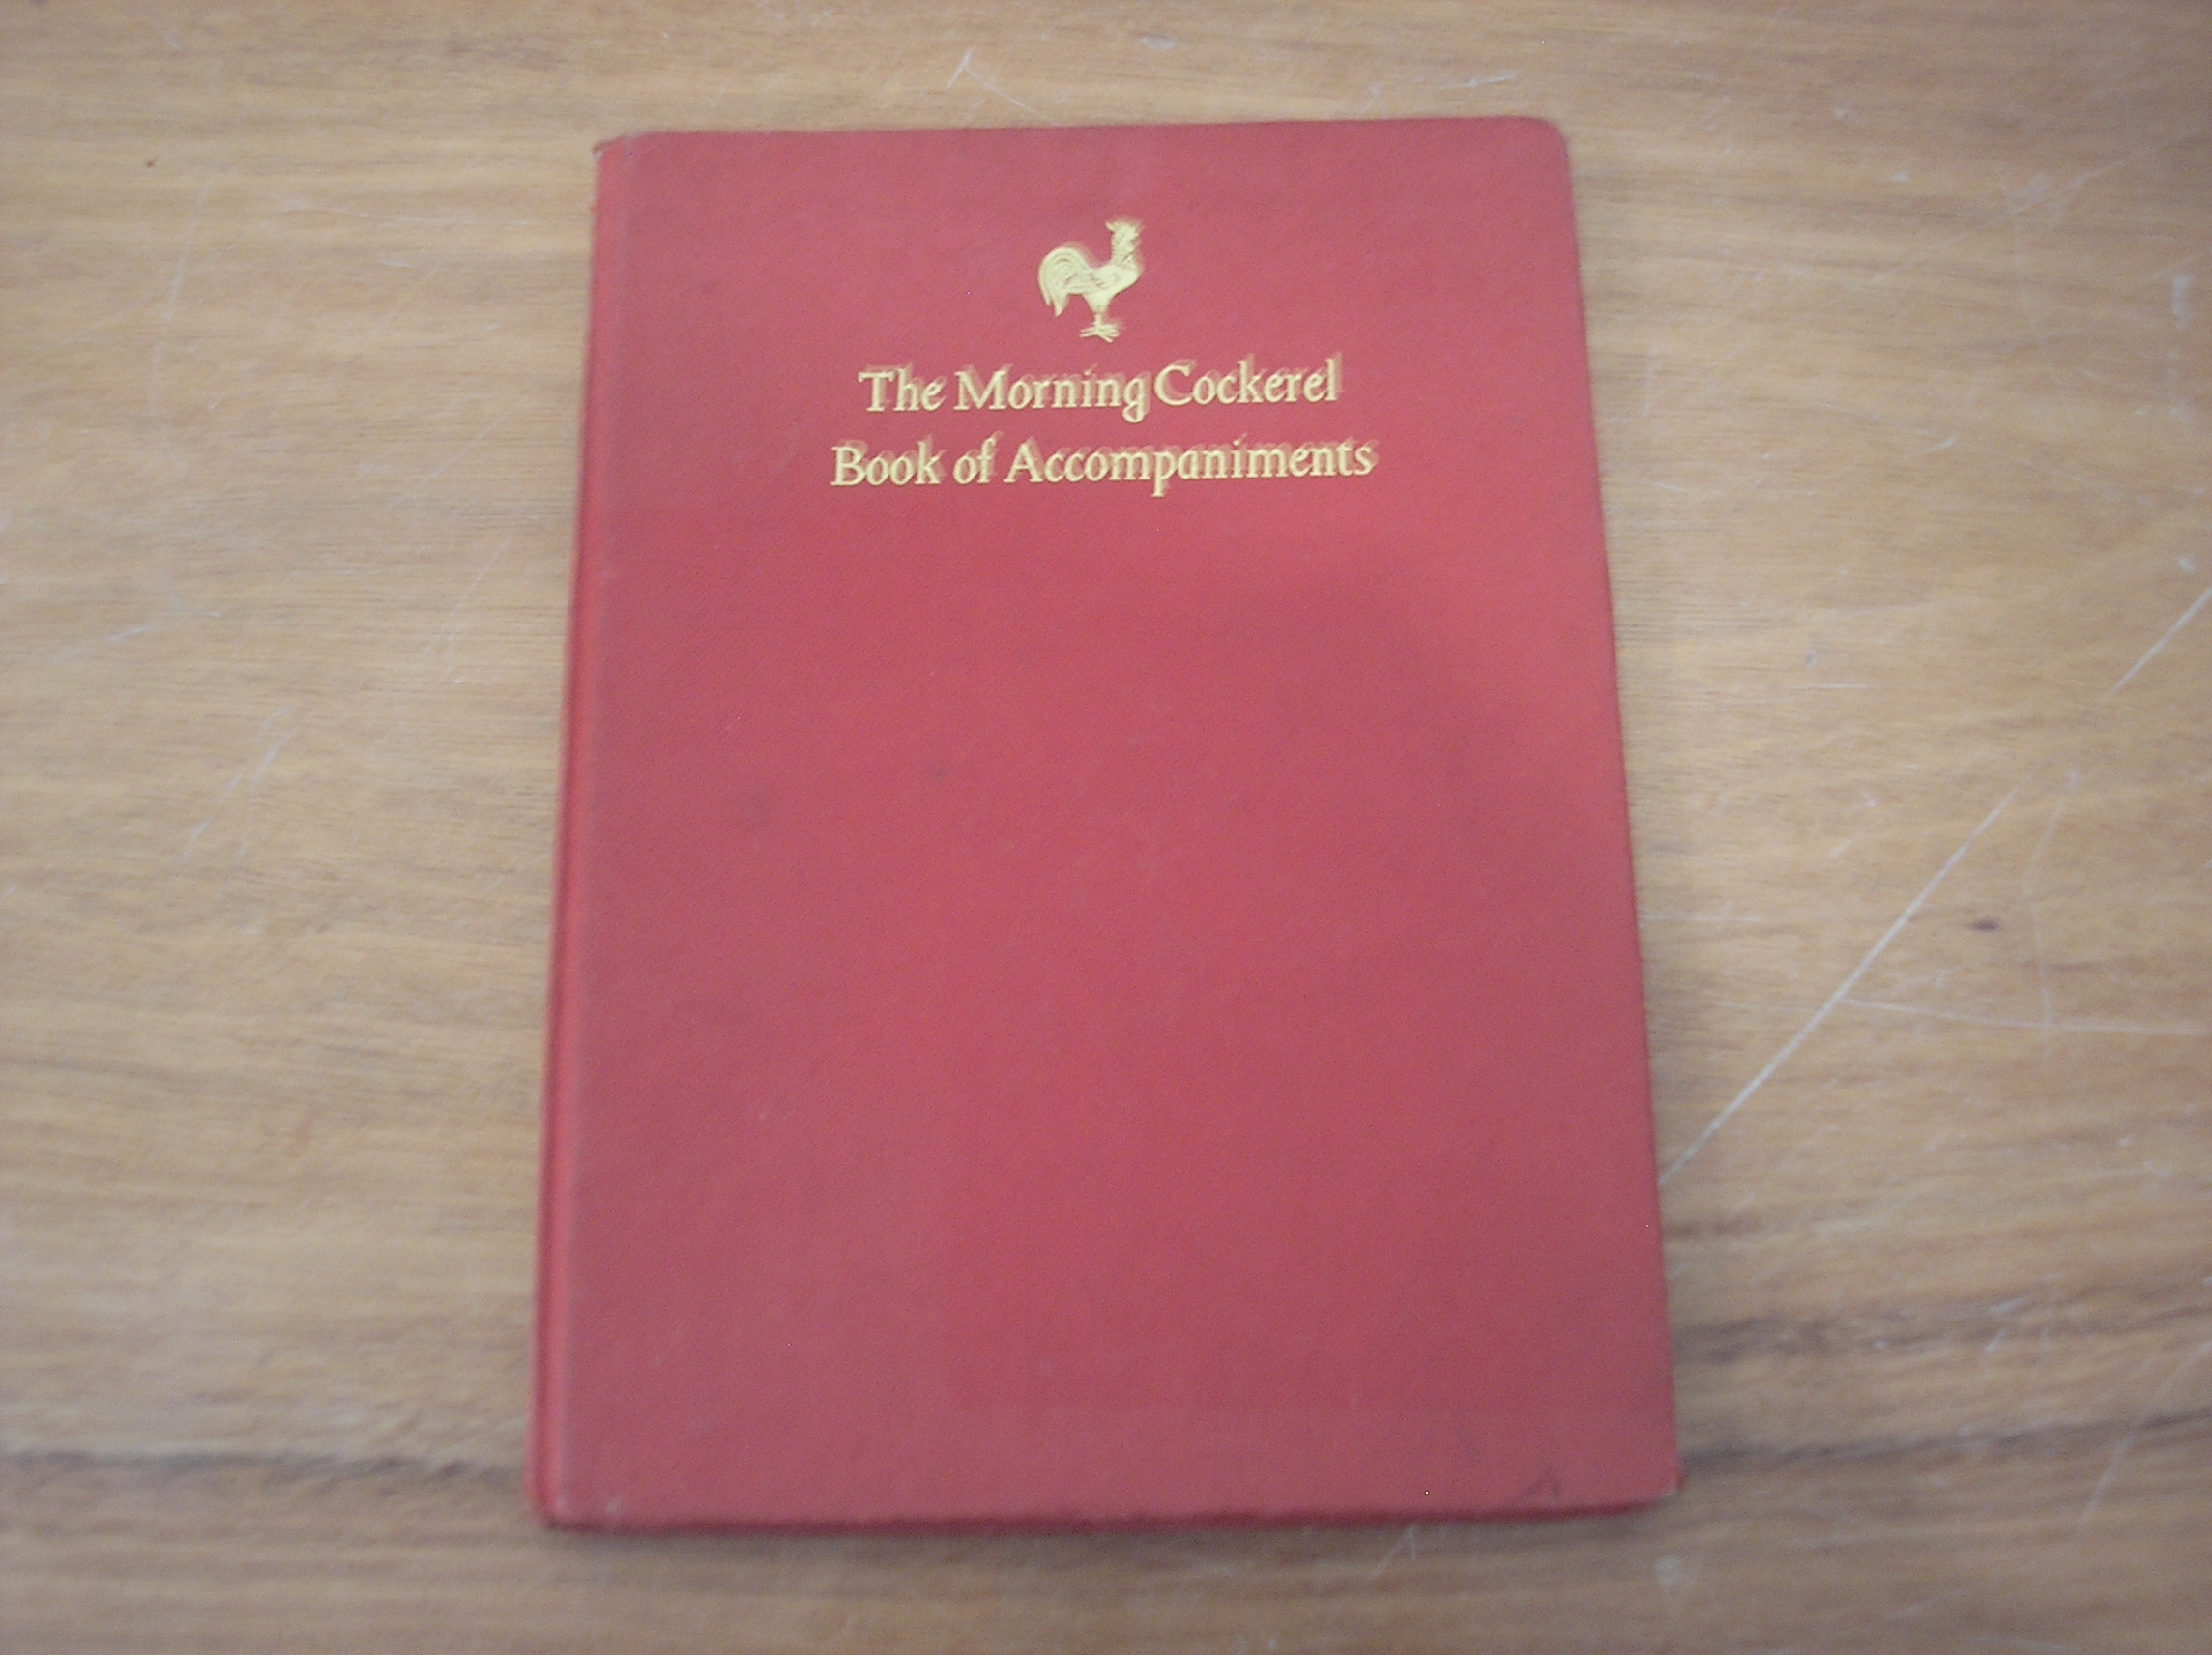 The Morning Cockerel
Book of Accompaniments